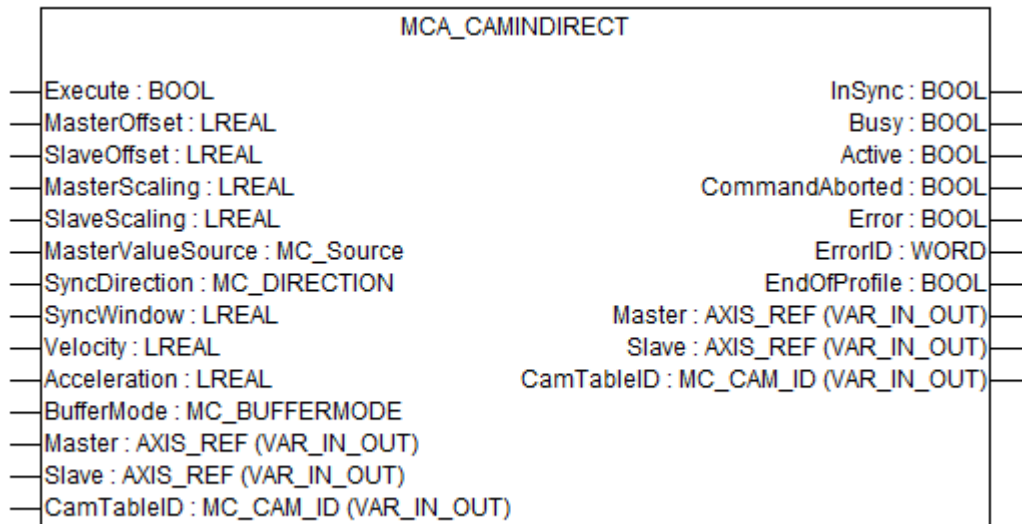 MCA_CAMINDIRECT
Execute : BOOL
InSync : BOOL
MasterOffset : LREAL
Busy : BOOL
SlaveOffset : LREAL
Active : BOOL
MasterScaling : LREAL
CommandAborted : BOOL
SlaveScaling : LREAL
Error : BOOL
MasterValueSource : MC_Source
ErrorID : WORD
SyncDirection : MC_DIRECTION
EndOfProfile : BOOL
SyncWindow : LREAL
Master : AXIS_REF (VAR_IN_OUT)
Velocity : LREAL
Slave : AXIS_REF (VAR_IN_OUT)
Acceleration : LREAL
CamTableID : MC_CAM_ID (VAR_IN_OUT)
BufferMode : MC_BUFFERMODE
Master : AXIS_REF (VAR_IN_OUT)
Slave : AXIS_REF (VAR_IN_OUT)
CamTableID : MC_CAM_ID (VAR_IN_OUT)